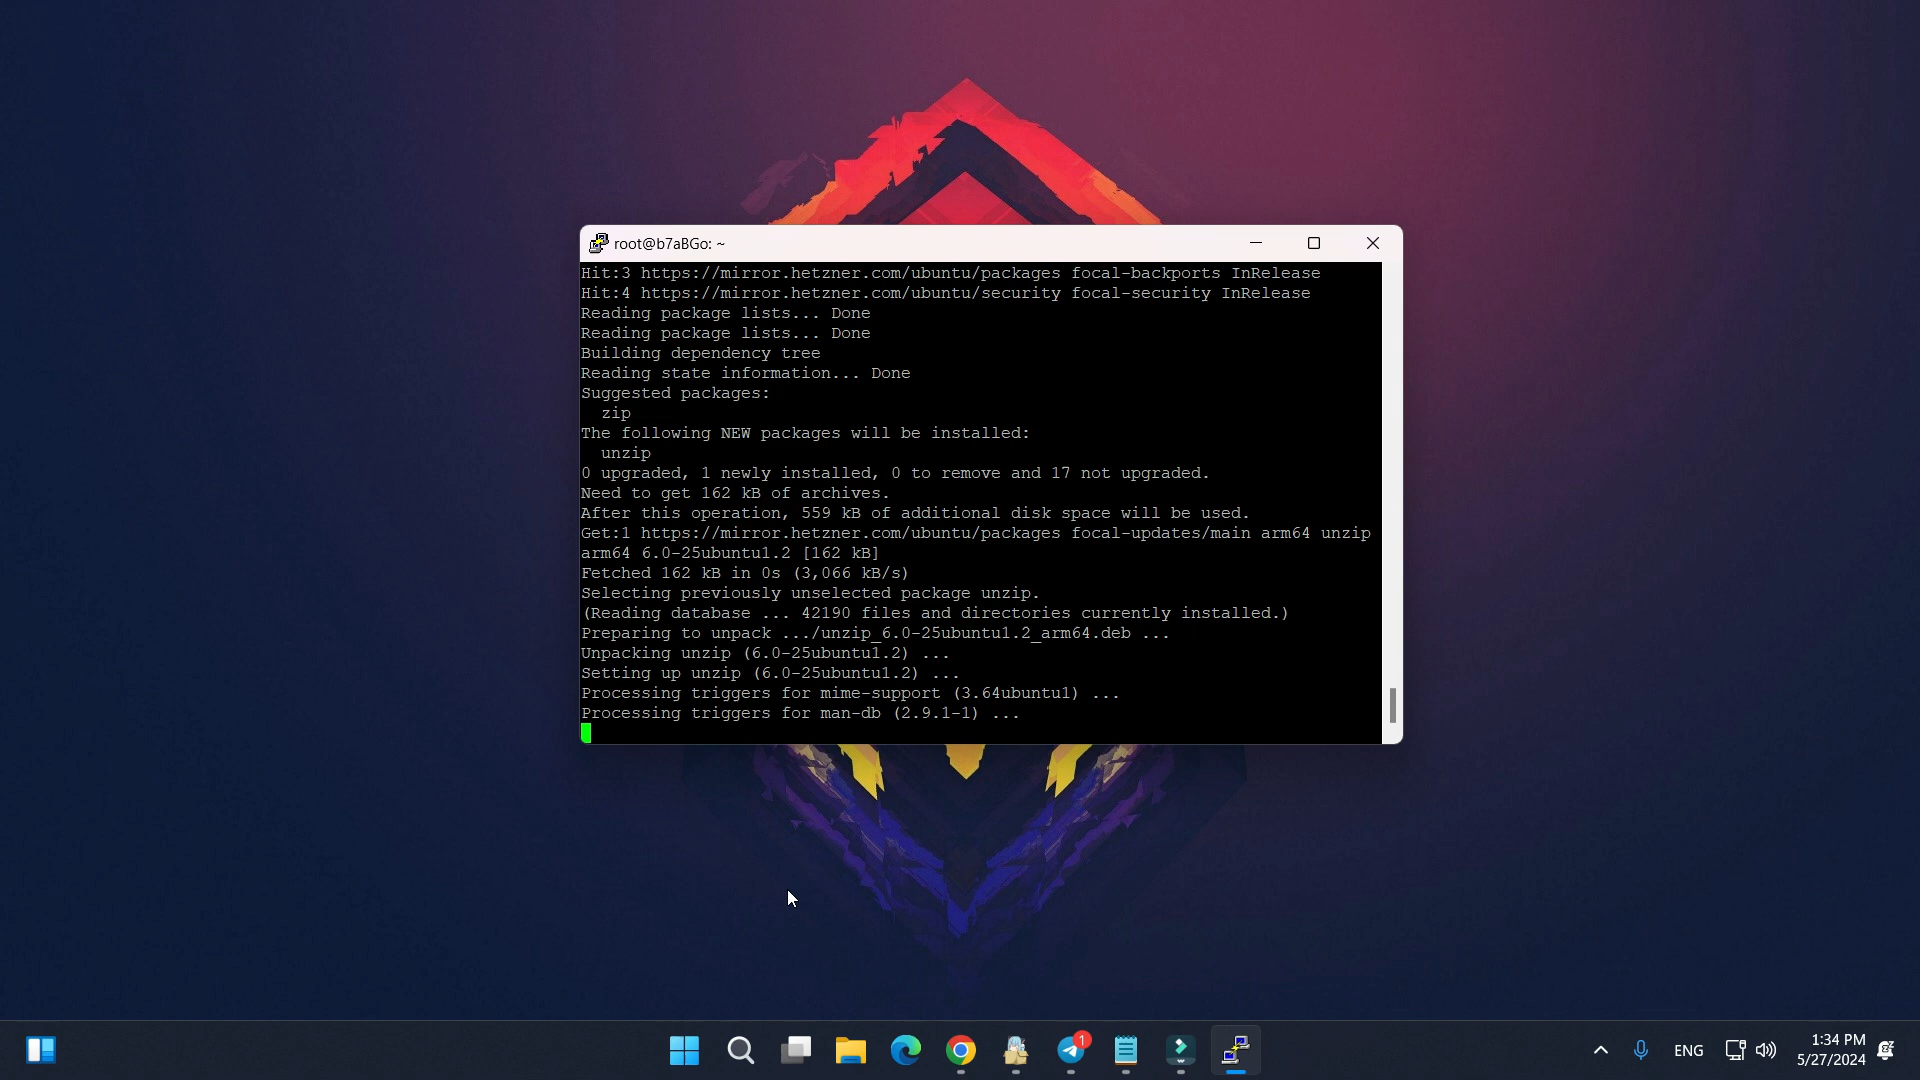 root@b7aBGo: ~
Hit:3 https://mirror.hetzner.com/ubuntu/packages focal-backports InRelease
Hit:4 https://mirror.hetzner.com/ubuntu/security focal-security InRelease
Reading package lists... Done
Reading package lists... Done
Building dependency tree
Reading state information... Done
Suggested packages:
  zip
The following NEW packages will be installed:
  unzip
0 upgraded, 1 newly installed, 0 to remove and 17 not upgraded.
Need to get 162 kB of archives.
After this operation, 559 kB of additional disk space will be used.
Get:1 https://mirror.hetzner.com/ubuntu/packages focal-updates/main arm64 unzip
arm64 6.0-25ubuntu1.2 [162 kB]
Fetched 162 kB in 0s (3,066 kB/s)
Selecting previously unselected package unzip.
(Reading database ... 42190 files and directories currently installed.)
Preparing to unpack .../unzip_6.0-25ubuntu1.2_arm64.deb ...
Unpacking unzip (6.0-25ubuntu1.2) ...
Setting up unzip (6.0-25ubuntu1.2) ...
Processing triggers for mime-support (3.64ubuntu1) ...
Processing triggers for man-db (2.9.1-1) ...
1
ENG
1:34 PM
5/27/2024